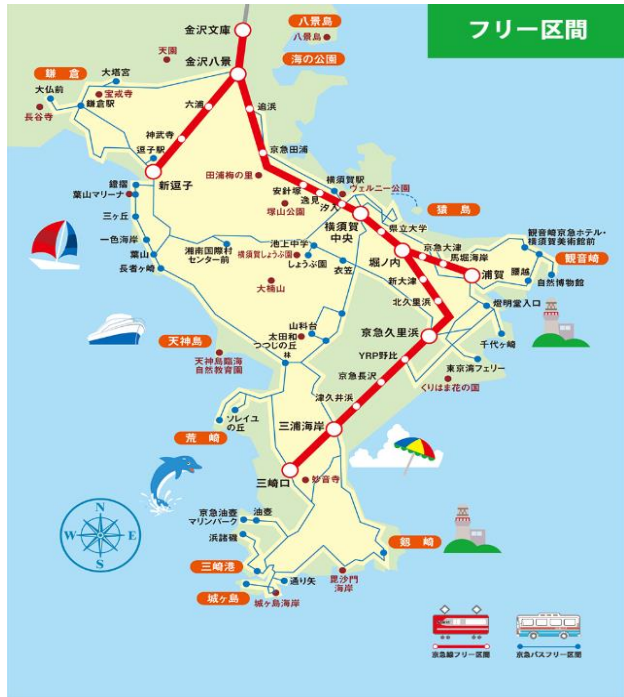 フリー区間
金沢文庫
八景島
八景島
金沢八景
海の公園
天園
鎌倉
大塔宮
大仏前
宝戒寺
鎌倉駅
長谷寺
六浦
追浜
神武寺
逗子駅
新逗子
京急田浦
田浦梅の里
横須賀駅
ヴェルニー公園
安針塚
逸見
汐入
塚山公園
猿島
鐙摺
葉山マリーナ
三ヶ丘
一色海岸
葉山
長者ヶ崎
横須賀
中央
県立大学
京急大津
馬堀海岸
観音崎京急ホテル・
横須賀美術館前
観音崎
腰越
自然博物館
浦賀
堀ノ内
新大津
北久里浜
湘南国際村
センター前
池上中学
横須賀しょうぶ園
しょうぶ園
衣笠
大楠山
燈明堂入口
千代ヶ崎
京急久里浜
東京湾フェリー
くりはま花の国
山科台
太田和
つつじの丘
林
YRP野比
京急長沢
津久井浜
天神島
天神島臨海
自然教育園
ソレイユ
の丘
荒崎
三浦海岸
三崎口
妙音寺
京急油壺
マリンパーク
油壺
浜諸磯
三崎港
城ヶ島
通り矢
城ヶ島海岸
毘沙門
海岸
剱崎
N
W
E
S
京急線フリー区間
京急バスフリー区間